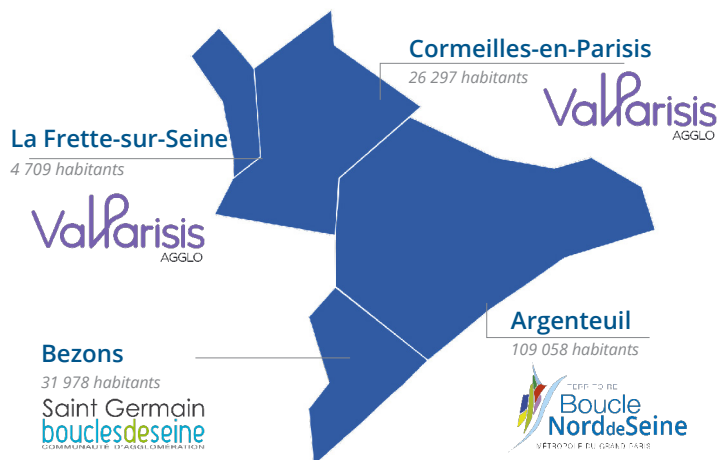 Cormeilles-en-Parisis
26 297 habitants
ValParisis
AGGLO
La Frette-sur-Seine
4 709 habitants
ValParisis
AGGLO
Argenteuil
109 058 habitants
TERRITOIRE
Boucle
NorddeSeine
MÉTROPOLE DU GRAND PARIS
Bezons
31 978 habitants
Saint Germain
bouclesdeseine
COMMUNAUTÉ D'AGGLOMÉRATION